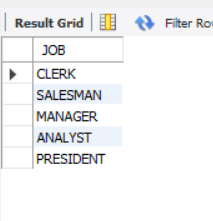 Result Grid Filter Rov
JOB
CLERK
SALESMAN
MANAGER
ANALYST
PRESIDENT